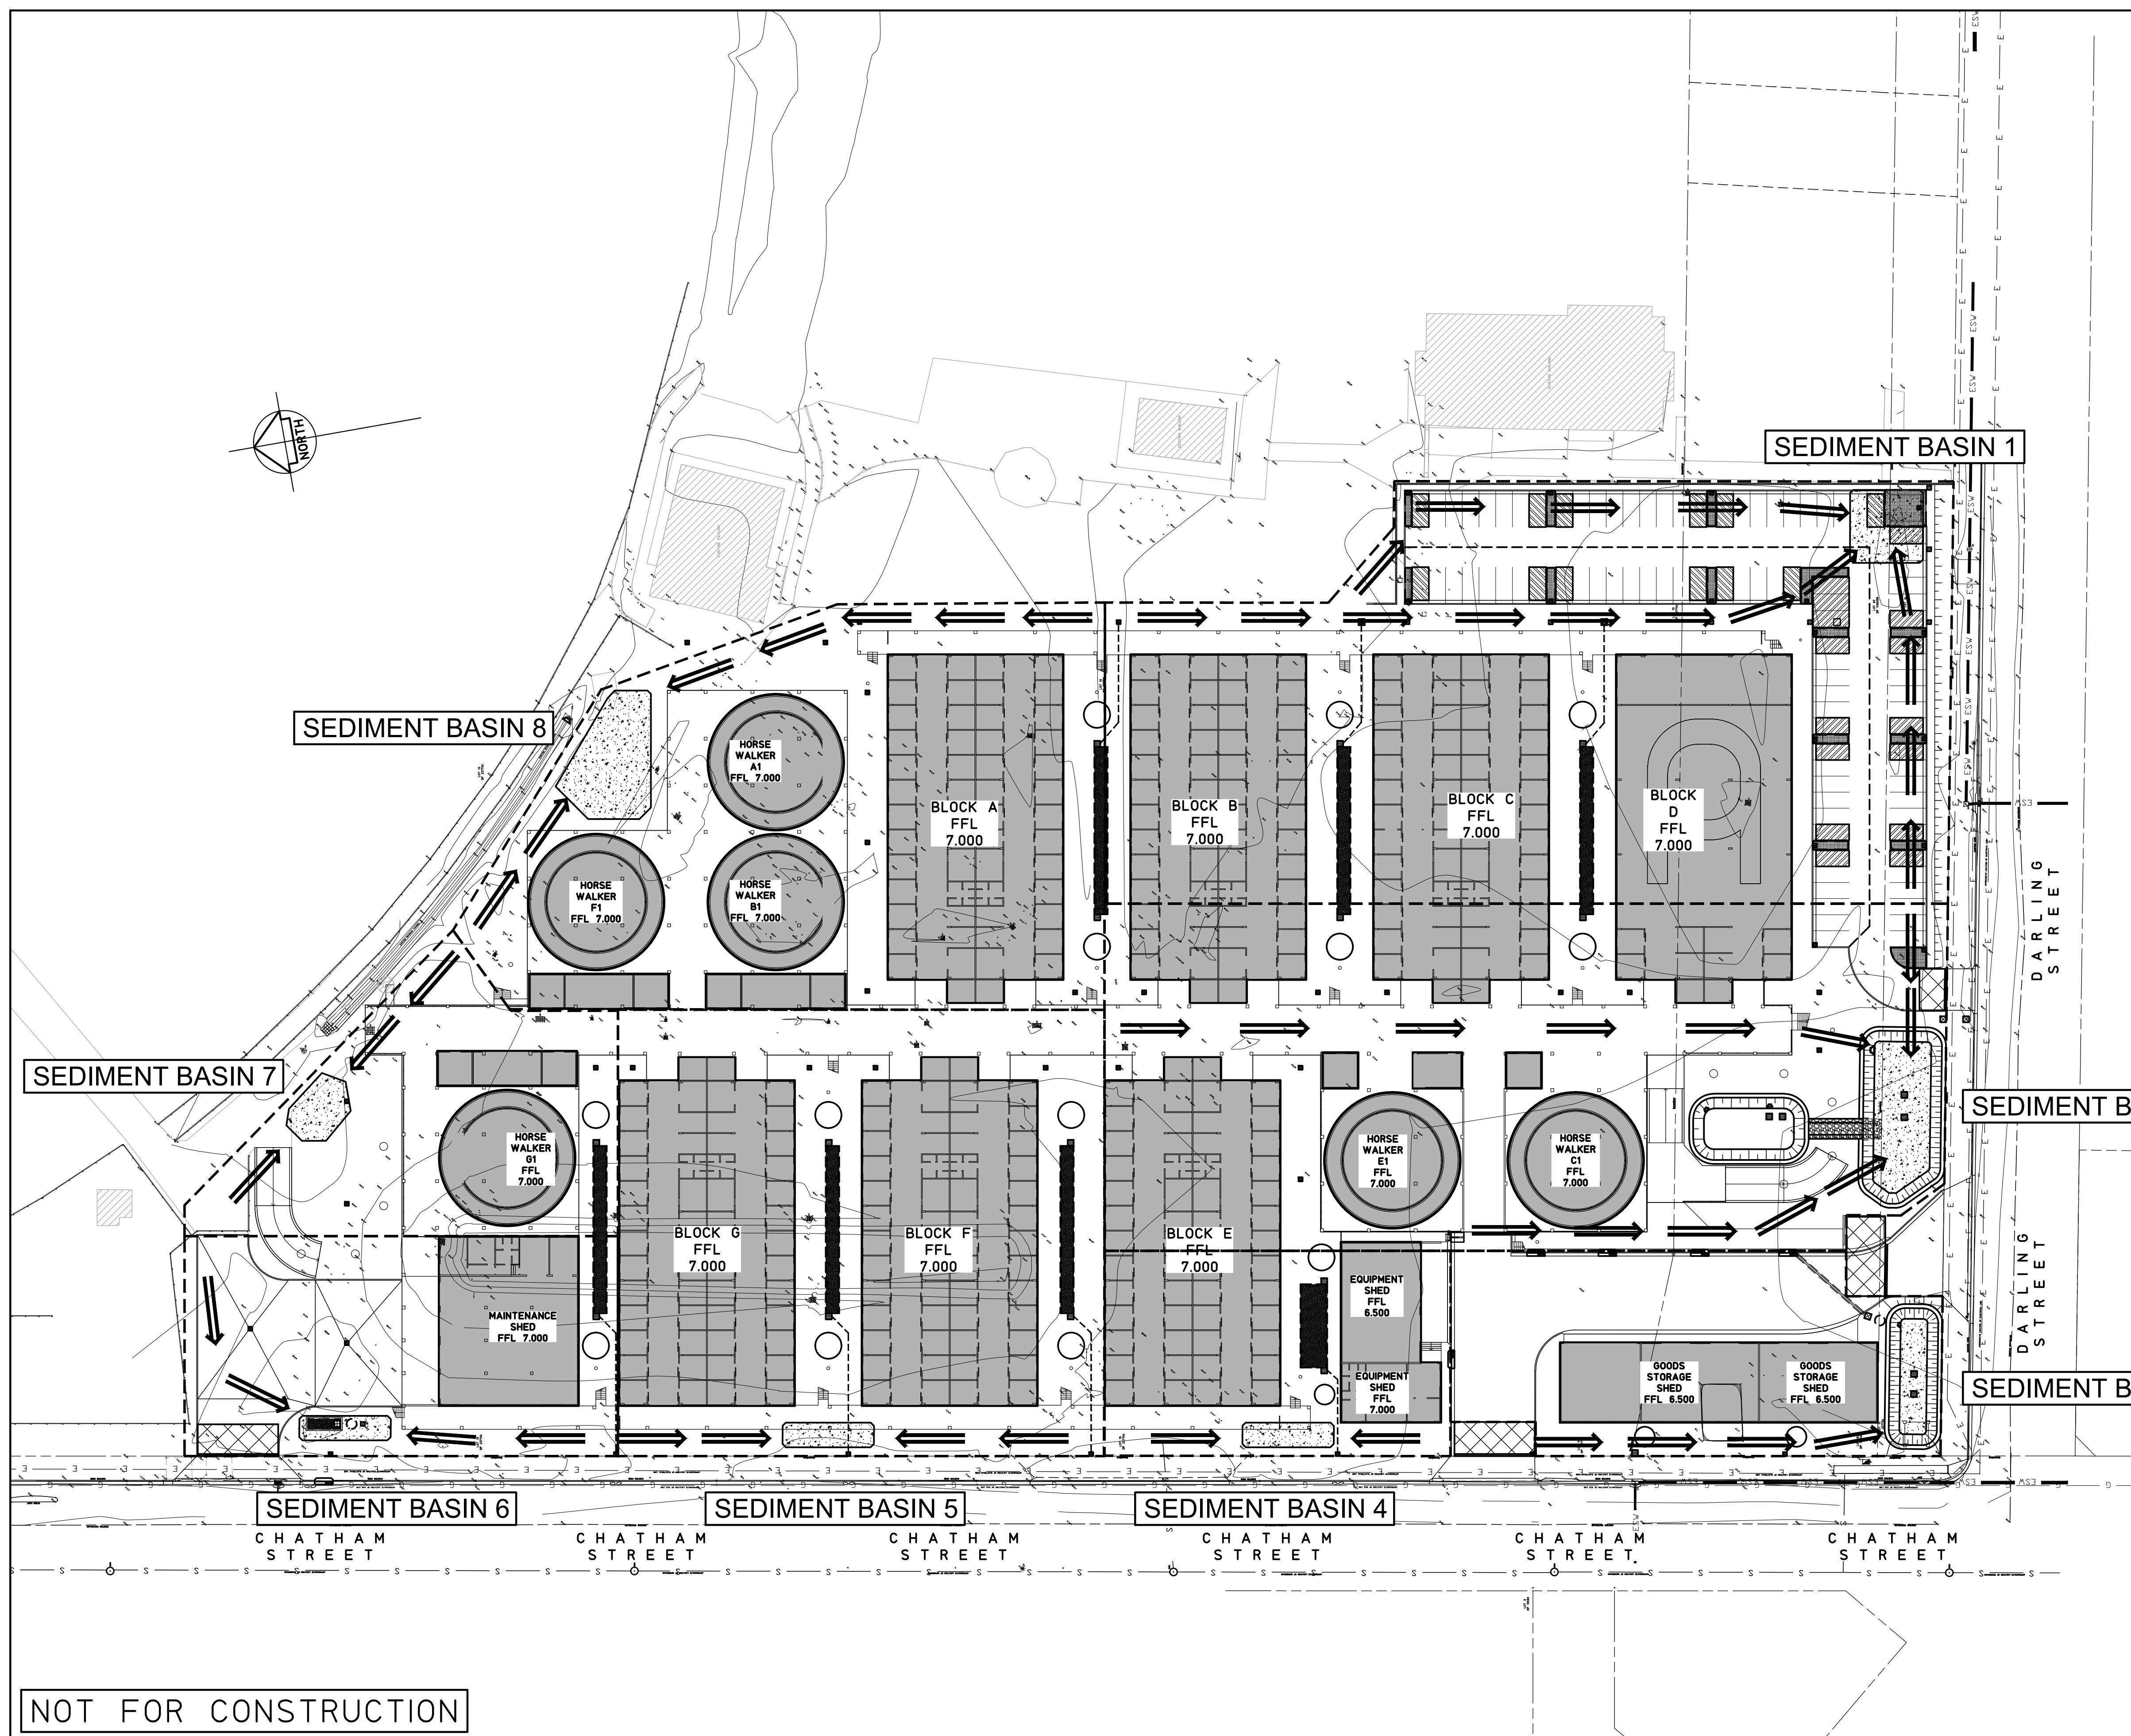 SEDIMENT BASIN 1
NORTH
SEDIMENT BASIN 8
HORSE
WALKER
A1
FFL 7.000
BLOCK A
FFL
7.000
BLOCK B
FFL
7.000
BLOCK C
FFL
7.000
BLOCK
D
FFL
7.000
HORSE
WALKER
F1
FFL 7.000
HORSE
WALKER
B1
FFL 7.000
DARLING
STREET
SEDIMENT BASIN 7
SEDIMENT B
HORSE
WALKER
G1
FFL
7.000
HORSE
WALKER
E1
FFL
7.000
HORSE
WALKER
C1
FFL
7.000
BLOCK G
FFL
7.000
BLOCK F
FFL
7.000
BLOCK E
FFL
7.000
EQUIPMENT
SHED
FFL
6.500
DARLING
STREET
MAINTENANCE
SHED
FFL 7.000
EQUIPMENT
SHED
FFL
7.000
GOODS
STORAGE
SHED
FFL 6.500
GOODS
STORAGE
SHED
FFL 6.500
SEDIMENT B
SEDIMENT BASIN 6
SEDIMENT BASIN 5
SEDIMENT BASIN 4
CHATHAM
STREET
CHATHAM
STREET
CHATHAM
STREET
CHATHAM
STREET
CHATHAM
STREET
CHATHAM
STREET
NOT FOR CONSTRUCTION